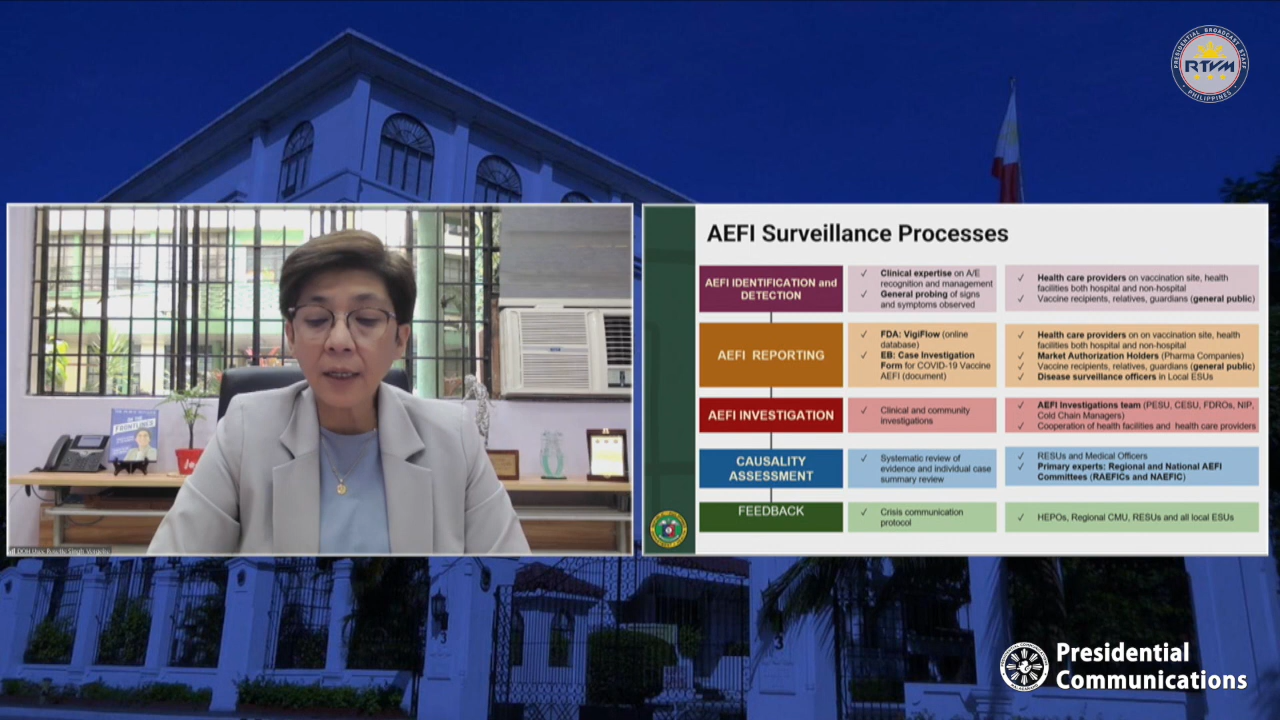 PRESIDENTIAL BROADCAST STAFF
RTVM
PHILIPPINES
ON THE
FRONTLINES
AEFI Surveillance Processes
AEFI IDENTIFICATION and
DETECTION
✓ Clinical expertise on A/E
recognition and management
✓ General probing of signs
and symptoms observed
✓ Health care providers on vaccination site, health
facilities both hospital and non-hospital
✓ Vaccine recipients, relatives, guardians (general public)
AEFI REPORTING
✓ FDA: VigiFlow (online
database)
✓ EB: Case Investigation
Form for COVID-19 Vaccine
AEFI (document)
✓ Health care providers on on vaccination site, health
facilities both hospital and non-hospital
✓ Market Authorization Holders (Pharma Companies)
✓ Vaccine recipients, relatives, guardians (general public)
✓ Disease surveillance officers in Local ESUs
AEFI INVESTIGATION
✓ Clinical and community
investigations
✓ AEFI Investigations team (PESU, CESU, FDROs, NIP,
Cold Chain Managers)
✓ Cooperation of health facilities and health care providers
CAUSALITY
ASSESSMENT
✓ Systematic review of
evidence and individual case
summary review
✓ RESUs and Medical Officers
✓ Primary experts: Regional and National AEFI
Committees (RAEFICs and NAEFIC)
FEEDBACK
✓ Crisis communication
protocol
✓ HEPOs, Regional CMU, RESUs and all local ESUs
Presidential
Communications